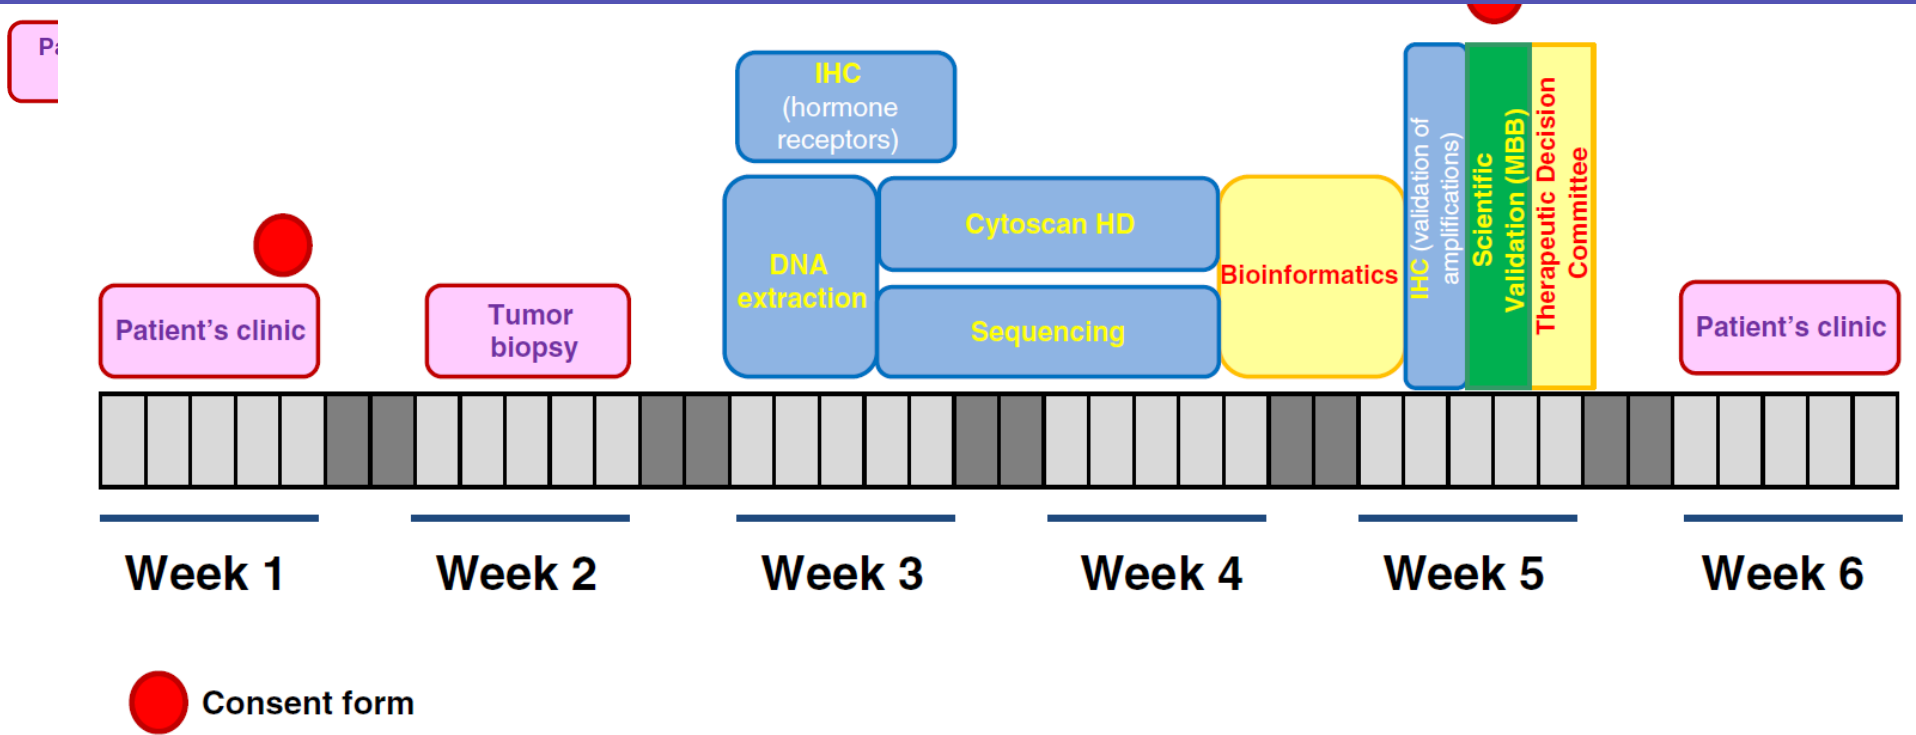 IHC
(hormone
receptors)
DNA
extraction
Cytoscan HD
Sequencing
Bioinformatics
IHC (validation of
amplifications)
Scientific
Validation (MBB)
Therapeutic Decision
Committee
Patient's clinic
Tumor
biopsy
Patient's clinic
Week 1
Week 2
Week 3
Week 4
Week 5
Week 6
Consent form